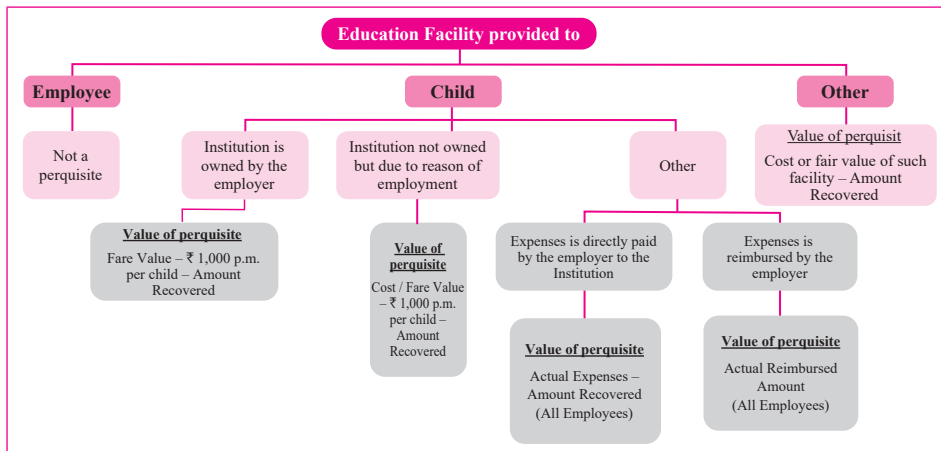 Education Facility provided to
Employee
Child
Other
Not a
perquisite
Institution is
owned by the
employer
Institution not owned
but due to reason of
employment
Other
Value of perquisit
Cost or fair value of such
facility – Amount
Recovered
Value of perquisite
Fare Value – ₹ 1,000 p.m.
per child – Amount
Recovered
Value of
perquisite
Cost / Fare Value
– ₹ 1,000 p.m.
per child –
Amount
Recovered
Expenses is directly paid
by the employer to the
Institution
Expenses is
reimbursed by the
employer
Value of perquisite
Actual Expenses –
Amount Recovered
(All Employees)
Value of perquisite
Actual Reimbursed
Amount
(All Employees)